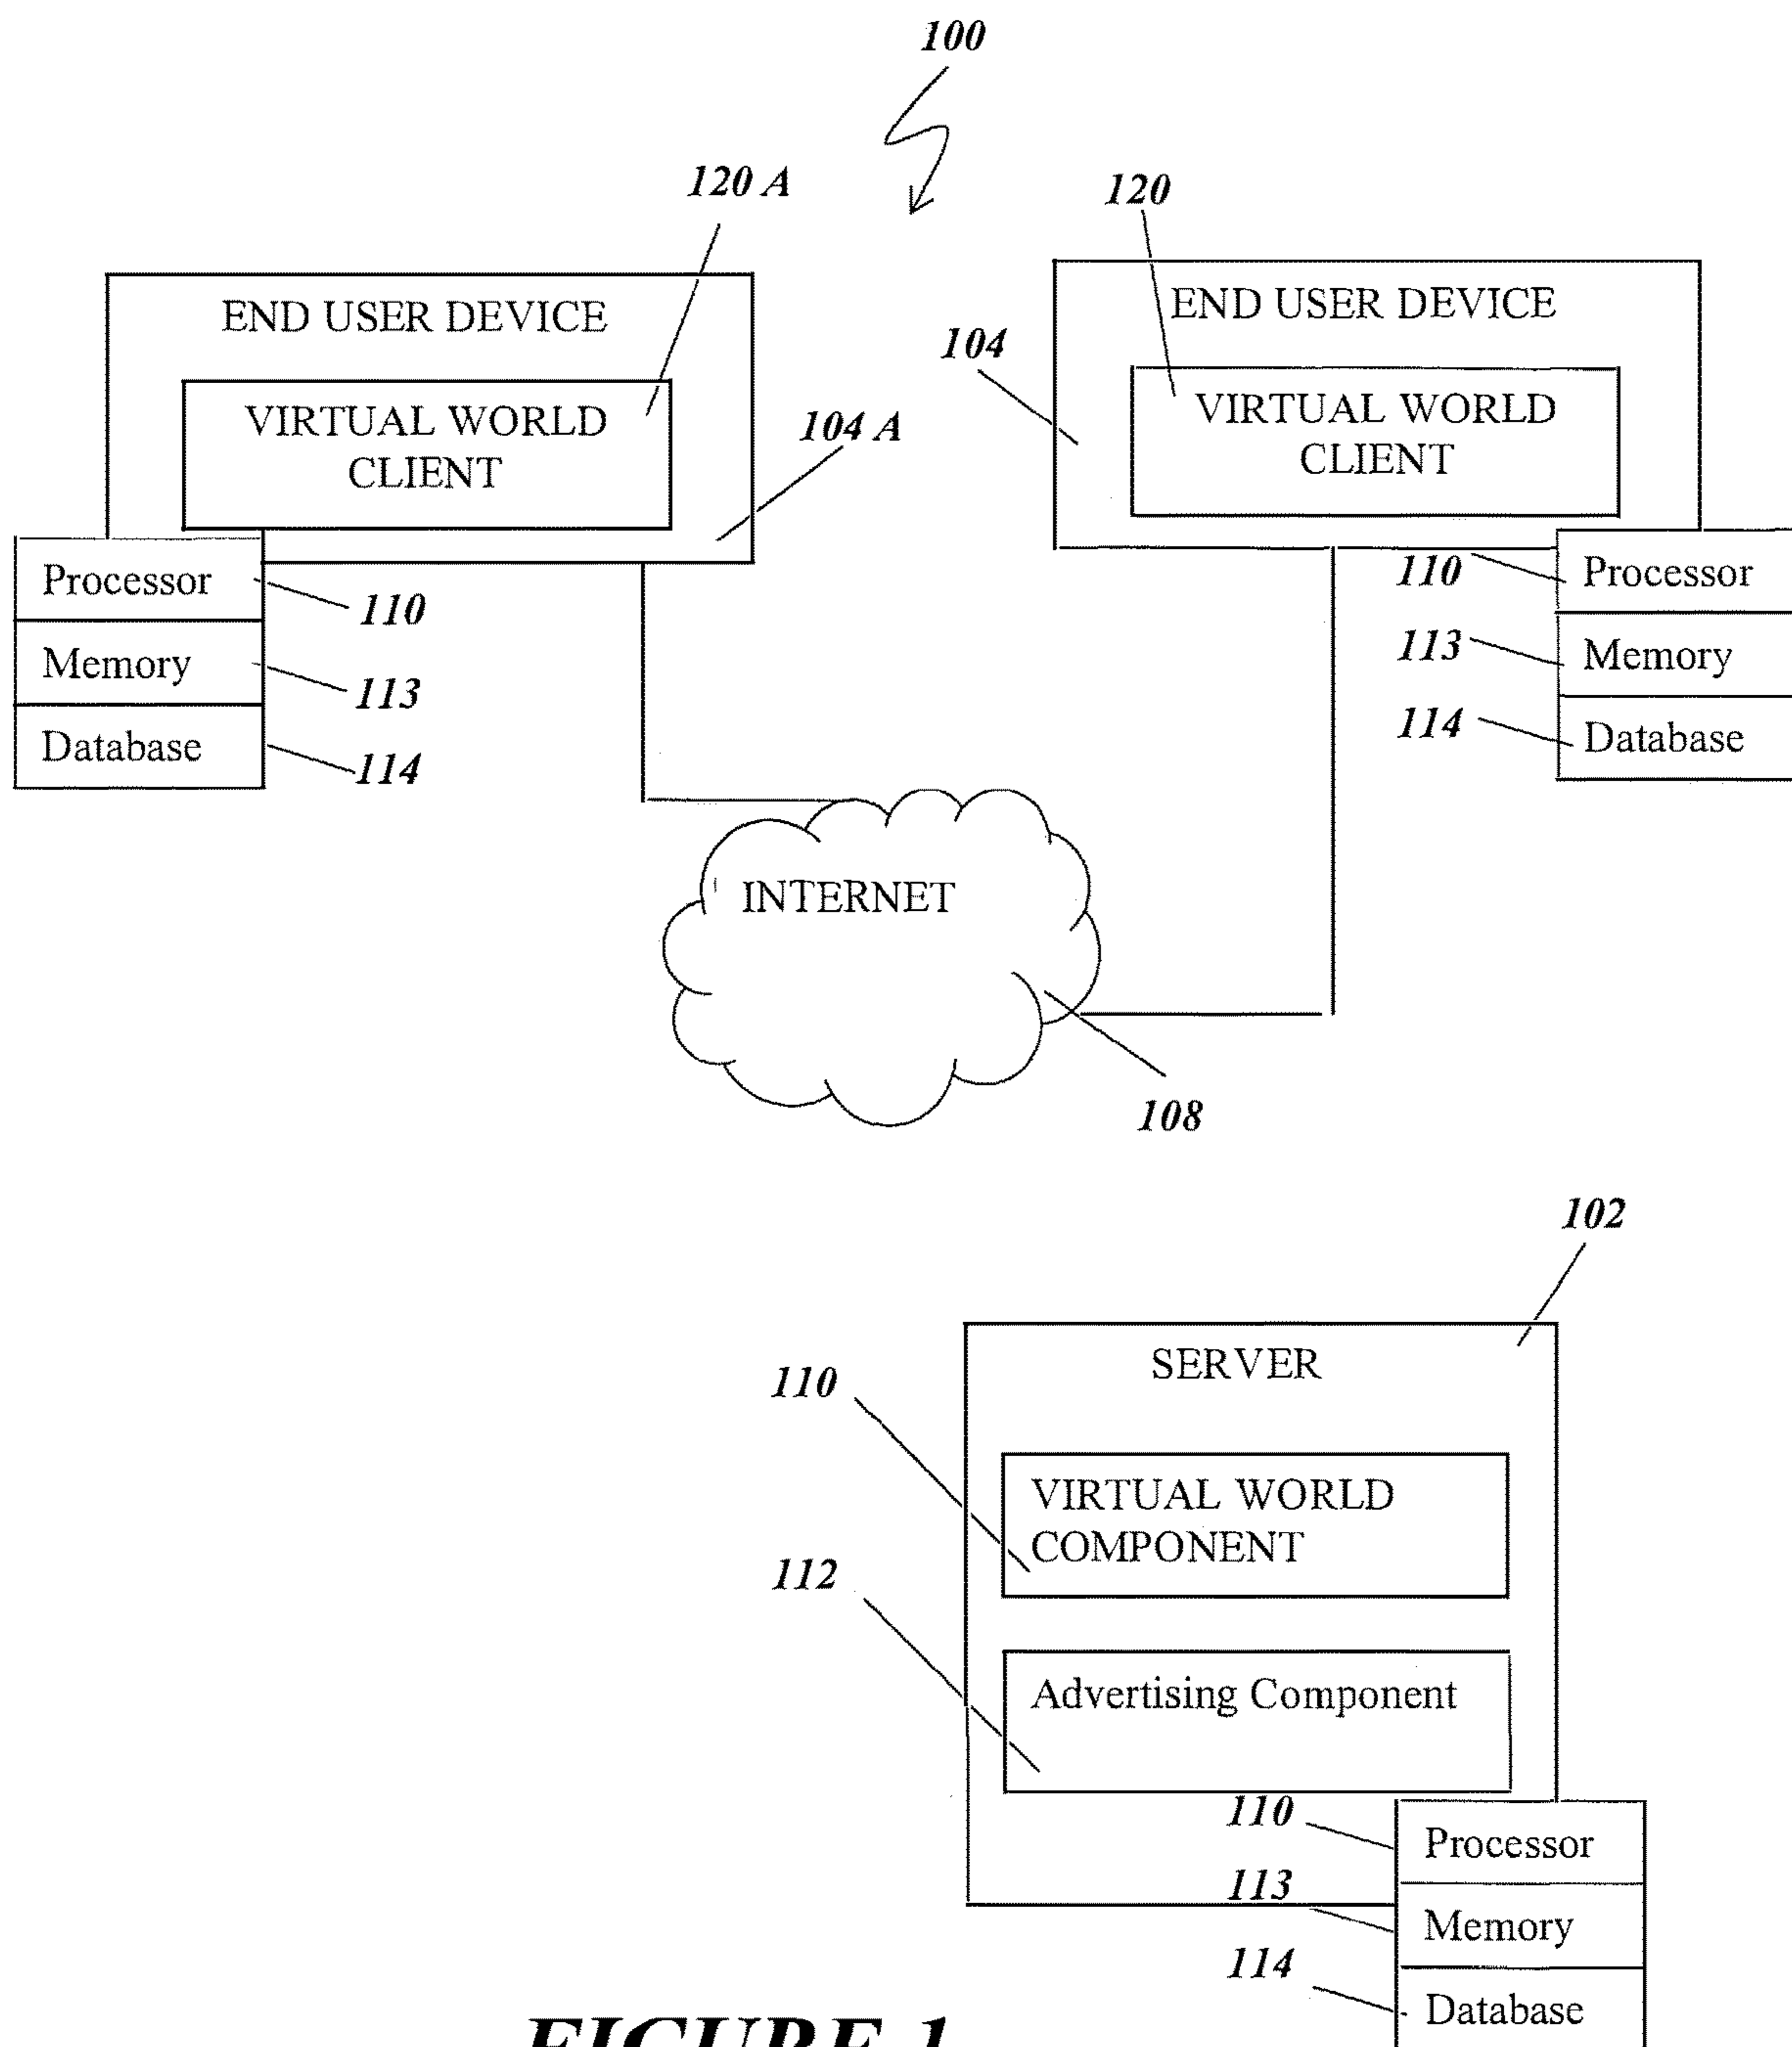 100
120 A
120
END USER DEVICE
VIRTUAL WORLD
CLIENT
104 A
Processor
110
Memory
113
Database
114
END USER DEVICE
104
VIRTUAL WORLD
CLIENT
110
Processor
113
Memory
114
Database
INTERNET
108
102
SERVER
110
VIRTUAL WORLD
COMPONENT
112
Advertising Component
110
Processor
113
Memory
114
Database
FIGURE 1